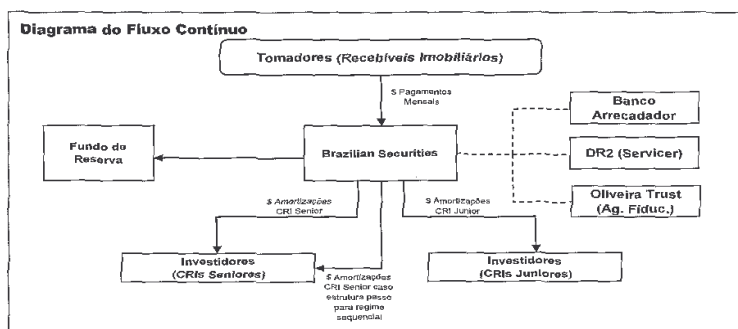 Diagrama do Fluxo Contínuo
Tomadores (Recebíveis Imobiliários)
$ Pagamentos
Mensais
Banco
Arrecadador
Fundo de
Reserva
Brazilian Securities
DR2 (Servicer)
Oliveira Trust
(Ag. Fiduc.)
$ Amortizações
CRI Senior
$ Amortizações
CRI Junior
Investidores
(CRIs Seniores)
Investidores
(CRIs Juniores)
$ Amortizações
CRI Senior caso
estrutura passe
para regime
sequencial